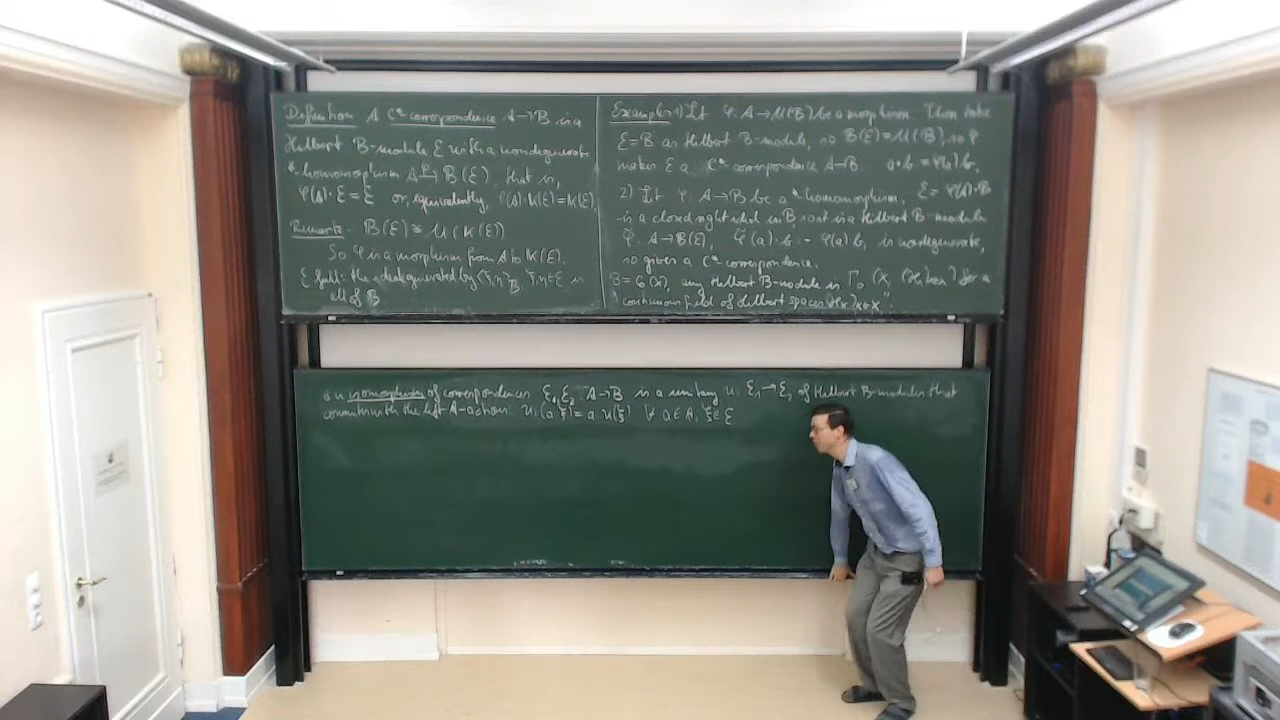 Definition A C*-correspondence A→B is a
Hilbert B-module ℰ with a nondegenerate
*-homomorphism A →φ B(ℰ), that is,
φ(A)·ℰ = ℰ or, equivalently, φ(A)·K(ℰ) = K(ℰ)
Remark. B(ℰ) ≅ M(K(ℰ))
So φ is a morphism from A to K(ℰ).
ℰ full: the ideal generated by ⟨ξ,η⟩_B ξ,η∈ℰ is
all of B
Examples 1) Let φ: A→M(B) be a morphism. Then take
ℰ=B as Hilbert B-module, so B(ℰ)=M(B), so φ
makes ℰ a C*-correspondence A→B. a·b = φ(a)b.
2) Let φ: A→B be a *-homomorphism. ℰ = φ(A)·B
is a closed right ideal in B, so it is a Hilbert B-module
φ̃: A→B(ℰ), φ̃(a)·b := φ(a)b, is nondegenerate,
so gives a C*-correspondence.
B = C₀(X), any Hilbert B-module is Γ₀(X, (ℋx)x∈X) for a
"continuous field of Hilbert spaces (ℋx)x∈X".
an isomorphism of correspondences ℰ₁, ℰ₂ A→B is a unitary u: ℰ₁→ℰ₂ of Hilbert B-modules that
commutes with the left A-action: u(a ξ) = a u(ξ) ∀ a∈A, ξ∈ℰ